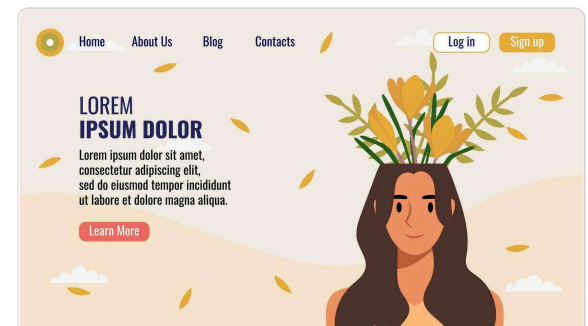 Home About Us Blog Contacts Log in Sign up
LOREM
IPSUM DOLOR
Lorem ipsum dolor sit amet,
consectetur adipiscing elit,
sed do eiusmod tempor incididunt
ut labore et dolore magna aliqua.
Learn More